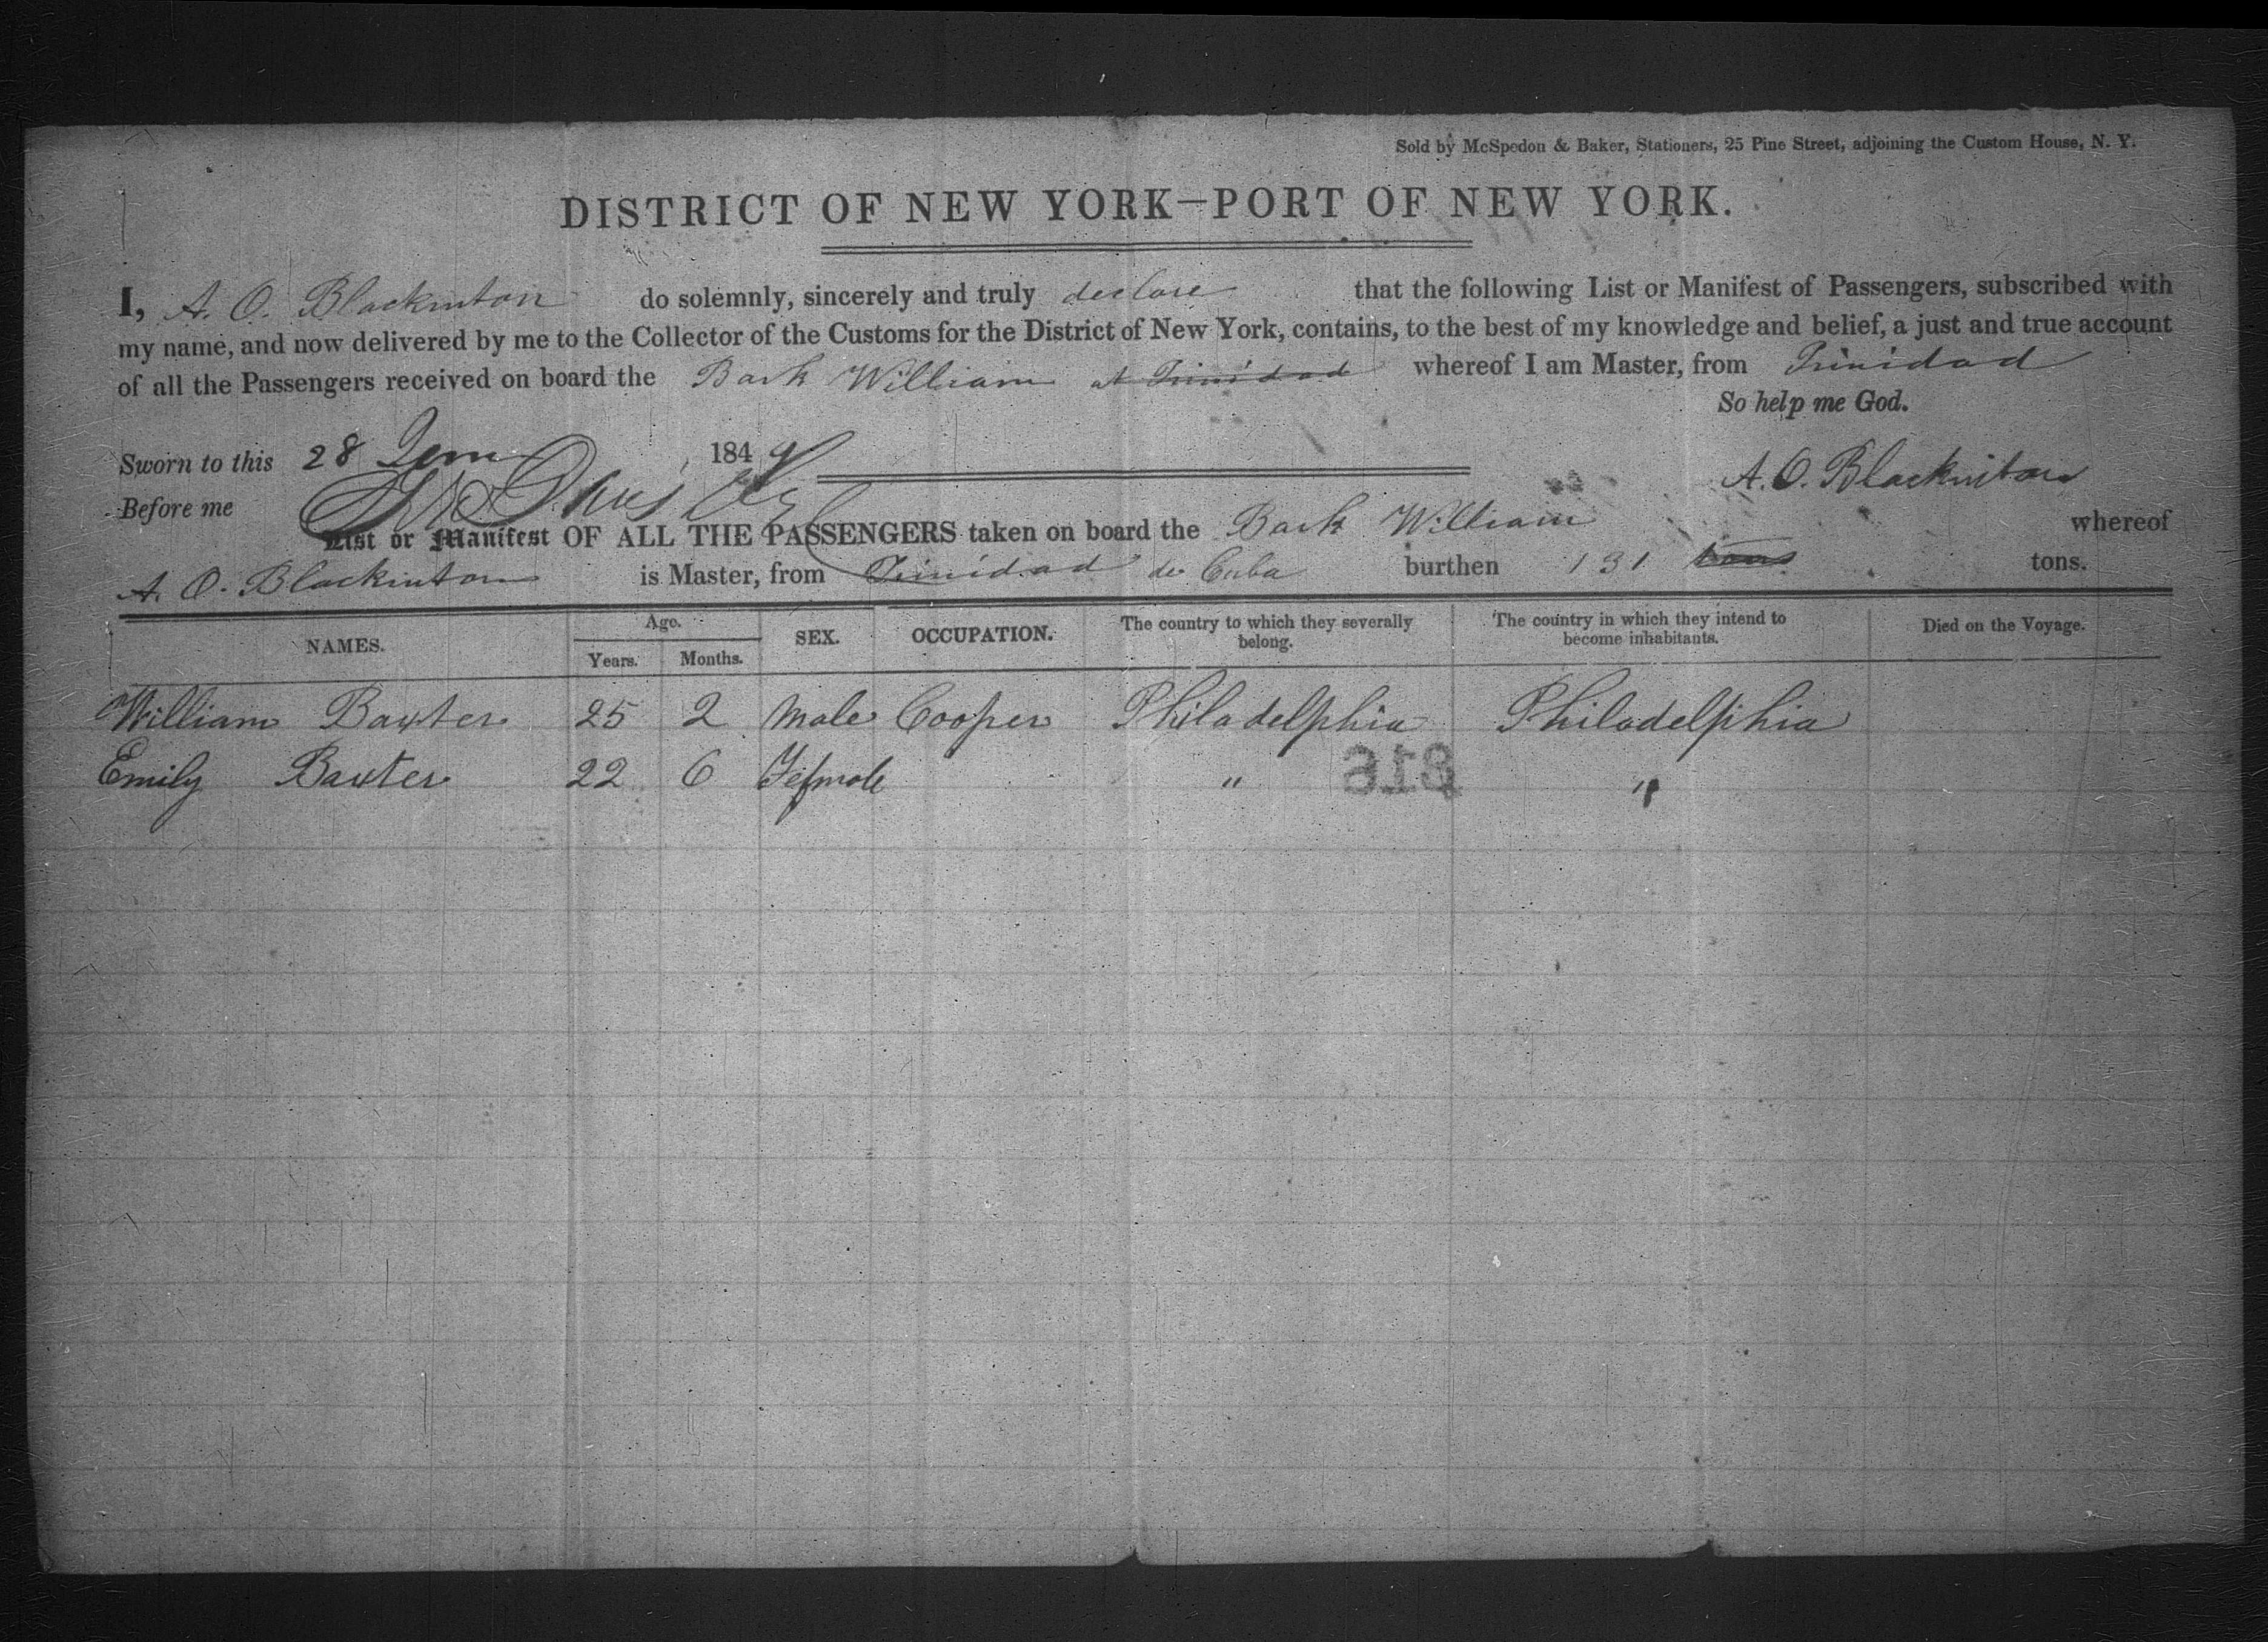 Sold by McSpedon & Baker, Stationers, 25 Pine Street, adjoining the Custom House, N. Y.
DISTRICT OF NEW YORK—PORT OF NEW YORK.
I, A. O. Blackinton do solemnly, sincerely and truly declare that the following List or Manifest of Passengers, subscribed with
my name, and now delivered by me to the Collector of the Customs for the District of New York, contains, to the best of my knowledge and belief, a just and true account
of all the Passengers received on board the Bark William at Trinidad whereof I am Master, from Trinidad
So help me God.
Sworn to this 28 1849 A. O. Blackinton
Before me
List or Manifest OF ALL THE PASSENGERS taken on board the Bark William whereof
A. O. Blackinton is Master, from Trinidad de Cuba burthen 131 tons tons.
NAMES. Age. Years. Months. SEX. OCCUPATION. The country to which they severally belong. The country in which they intend to become inhabitants. Died on the Voyage.
William Baxter 25 2 Male Cooper Philadelphia Philadelphia
Emily Baxter 22 6 Female " "
816